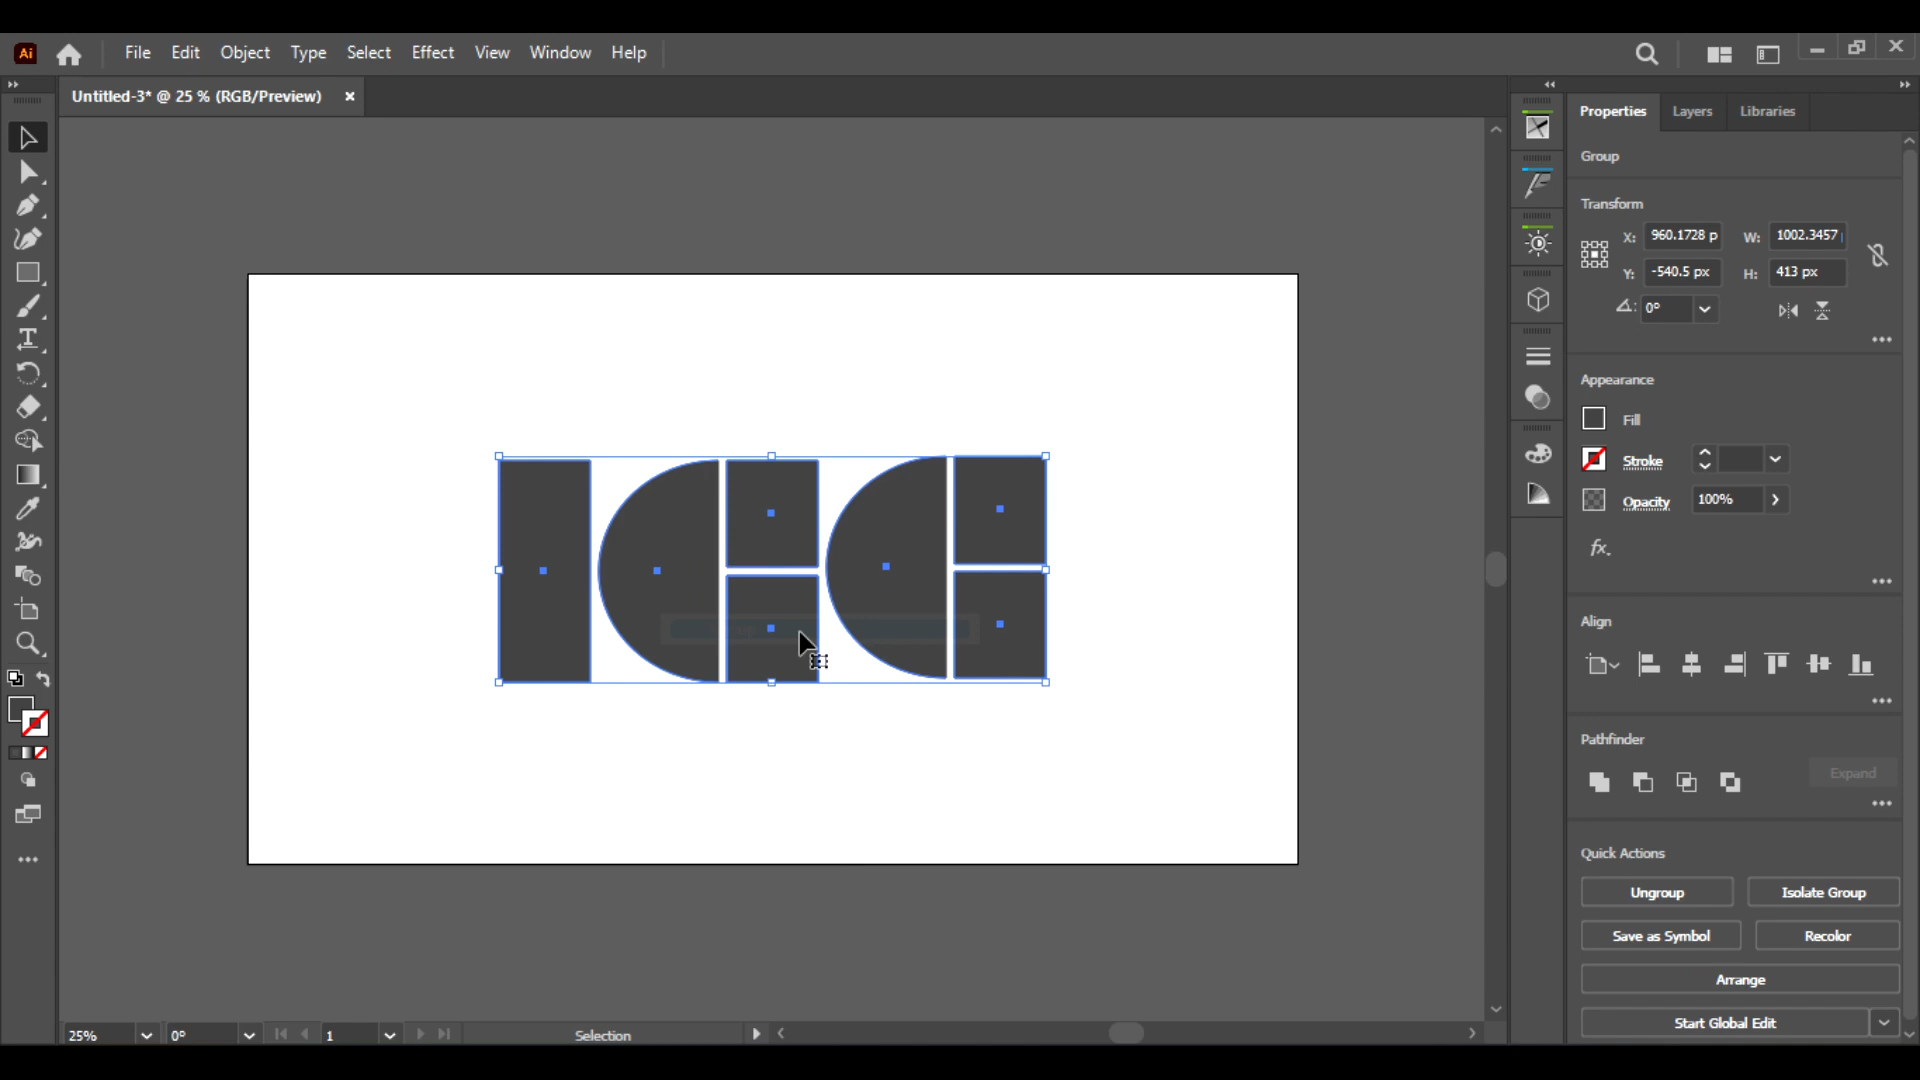 Ai File Edit Object Type Select Effect View Window Help
Untitled-3* @ 25 % (RGB/Preview)
Properties Layers Libraries
Group
Transform
X: 960.1728 p W: 1002.3457
Y: -540.5 px H: 413 px
0°
Appearance
Fill
Stroke
Opacity 100%
fx.
Align
Pathfinder
Expand
Quick Actions
Ungroup Isolate Group
Save as Symbol Recolor
Arrange
Start Global Edit
25% 0° 1 Selection